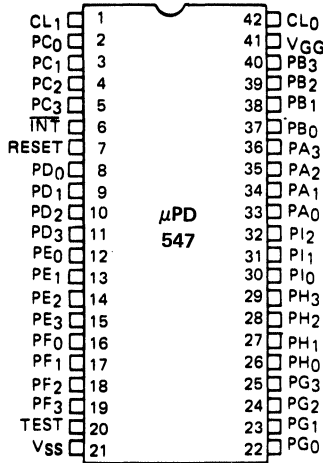 CL1 1 42 CL0
PC0 2 41 VGG
PC1 3 40 PB3
PC2 4 39 PB2
PC3 5 38 PB1
INT 6 37 PB0
RESET 7 36 PA3
PD0 8 35 PA2
PD1 9 34 PA1
PD2 10 33 PA0
PD3 11 32 PI2
PE0 12 31 PI1
PE1 13 30 PI0
PE2 14 29 PH3
PE3 15 28 PH2
PF0 16 27 PH1
PF1 17 26 PH0
PF2 18 25 PG3
PF3 19 24 PG2
TEST 20 23 PG1
VSS 21 22 PG0
μPD
547